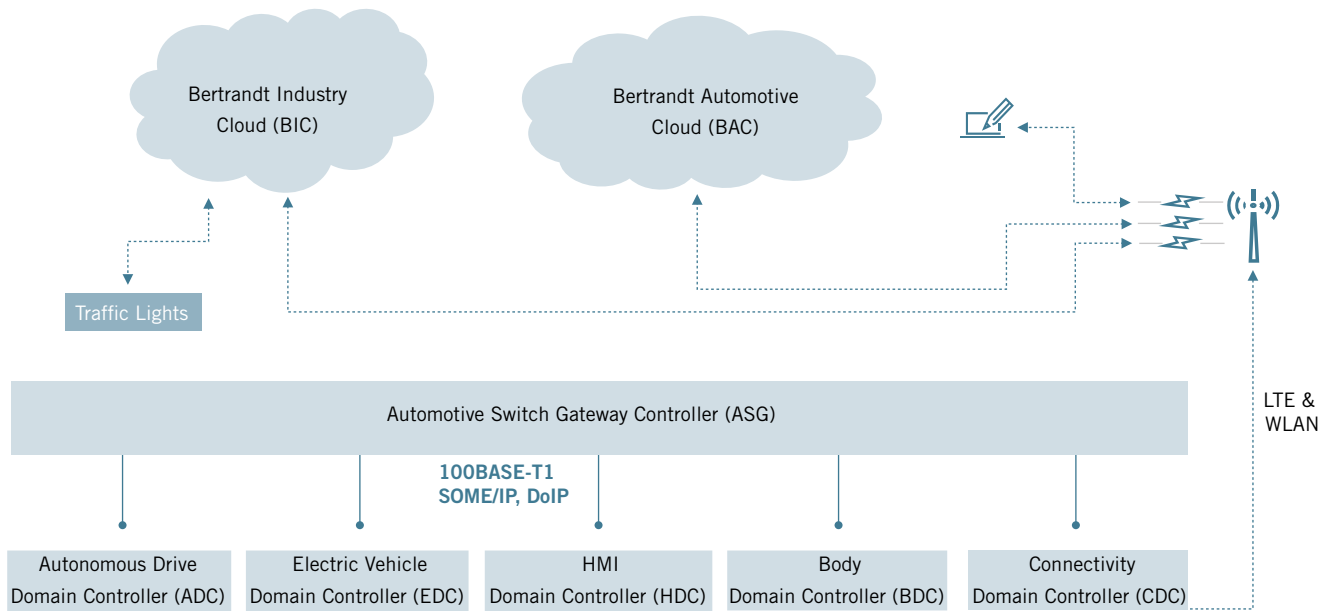 Bertrandt Industry
Cloud (BIC)
Bertrandt Automotive
Cloud (BAC)
Traffic Lights
Automotive Switch Gateway Controller (ASG)
LTE &
WLAN
100BASE-T1
SOME/IP, DoIP
Autonomous Drive
Domain Controller (ADC)
Electric Vehicle
Domain Controller (EDC)
HMI
Domain Controller (HDC)
Body
Domain Controller (BDC)
Connectivity
Domain Controller (CDC)